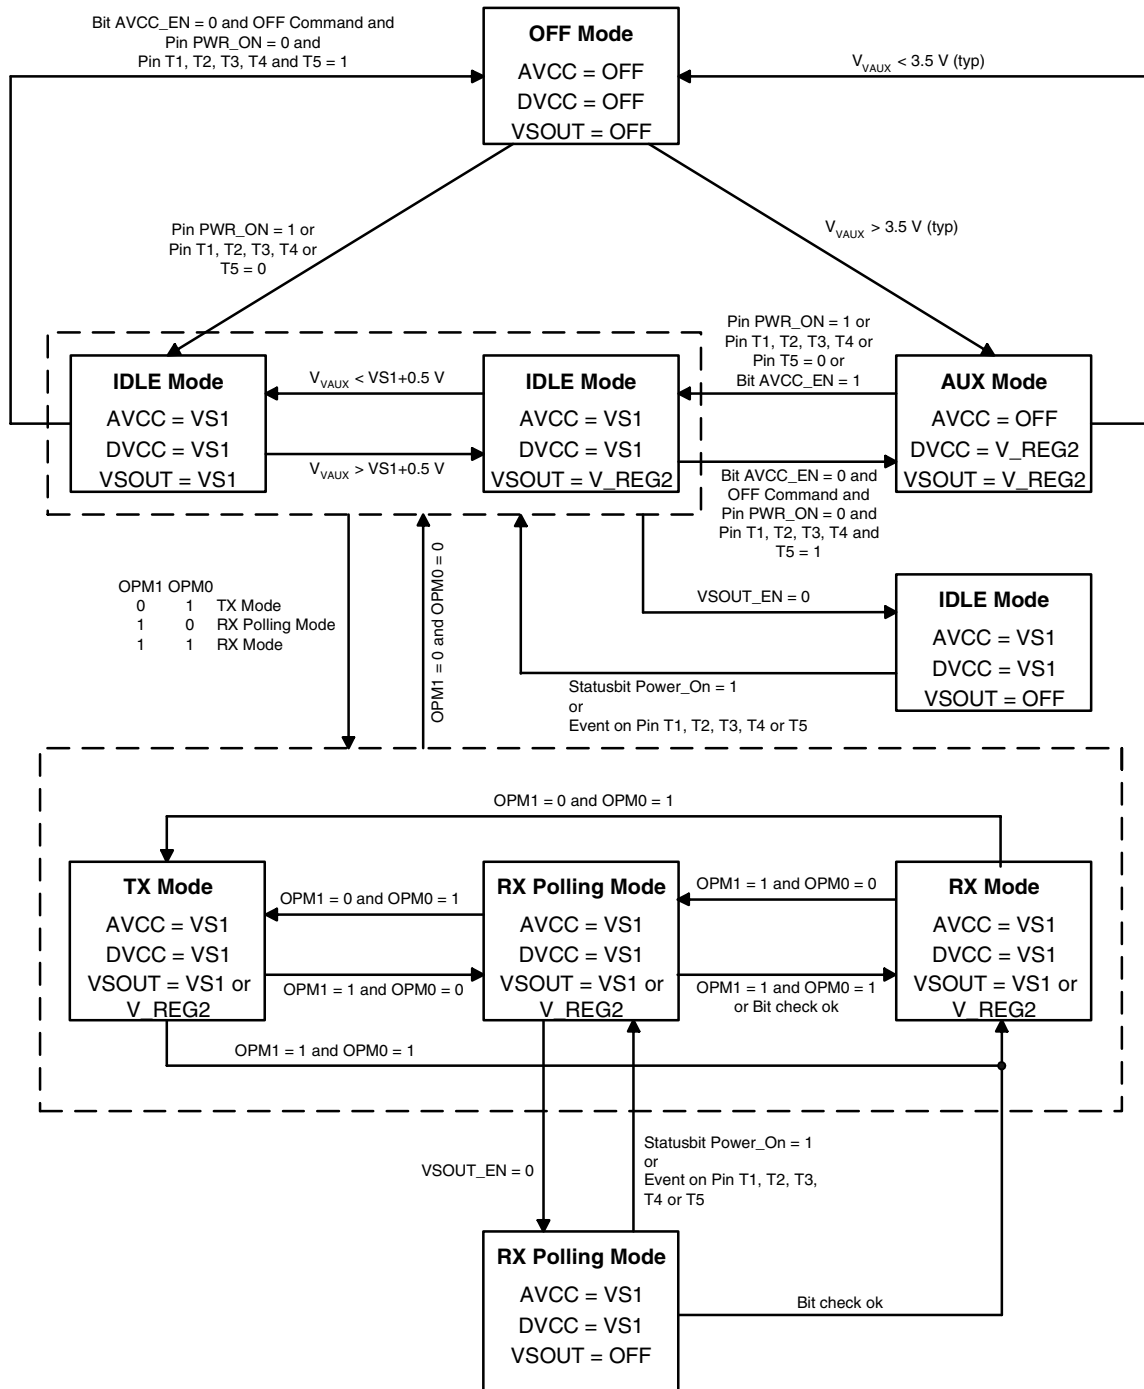 Bit AVCC_EN = 0 and OFF Command and
Pin PWR_ON = 0 and
Pin T1, T2, T3, T4 and T5 = 1
OFF Mode
AVCC = OFF
DVCC = OFF
VSOUT = OFF
V_VAUX < 3.5 V (typ)
Pin PWR_ON = 1 or
Pin T1, T2, T3, T4 or
T5 = 0
V_VAUX > 3.5 V (typ)
IDLE Mode
AVCC = VS1
DVCC = VS1
VSOUT = VS1
V_VAUX < VS1+0.5 V
V_VAUX > VS1+0.5 V
IDLE Mode
AVCC = VS1
DVCC = VS1
VSOUT = V_REG2
Pin PWR_ON = 1 or
Pin T1, T2, T3, T4 or
Pin T5 = 0 or
Bit AVCC_EN = 1
Bit AVCC_EN = 0 and
OFF Command and
Pin PWR_ON = 0 and
Pin T1, T2, T3, T4 and
T5 = 1
AUX Mode
AVCC = OFF
DVCC = V_REG2
VSOUT = V_REG2
OPM1 OPM0
0 1 TX Mode
1 0 RX Polling Mode
1 1 RX Mode
OPM1 = 0 and OPM0 = 0
VSOUT_EN = 0
Statusbit Power_On = 1
or
Event on Pin T1, T2, T3, T4 or T5
IDLE Mode
AVCC = VS1
DVCC = VS1
VSOUT = OFF
OPM1 = 0 and OPM0 = 1
TX Mode
AVCC = VS1
DVCC = VS1
VSOUT = VS1 or
V_REG2
OPM1 = 0 and OPM0 = 1
OPM1 = 1 and OPM0 = 0
RX Polling Mode
AVCC = VS1
DVCC = VS1
VSOUT = VS1 or
V_REG2
OPM1 = 1 and OPM0 = 0
OPM1 = 1 and OPM0 = 1
or Bit check ok
RX Mode
AVCC = VS1
DVCC = VS1
VSOUT = VS1 or
V_REG2
OPM1 = 1 and OPM0 = 1
VSOUT_EN = 0
Statusbit Power_On = 1
or
Event on Pin T1, T2, T3,
T4 or T5
RX Polling Mode
AVCC = VS1
DVCC = VS1
VSOUT = OFF
Bit check ok